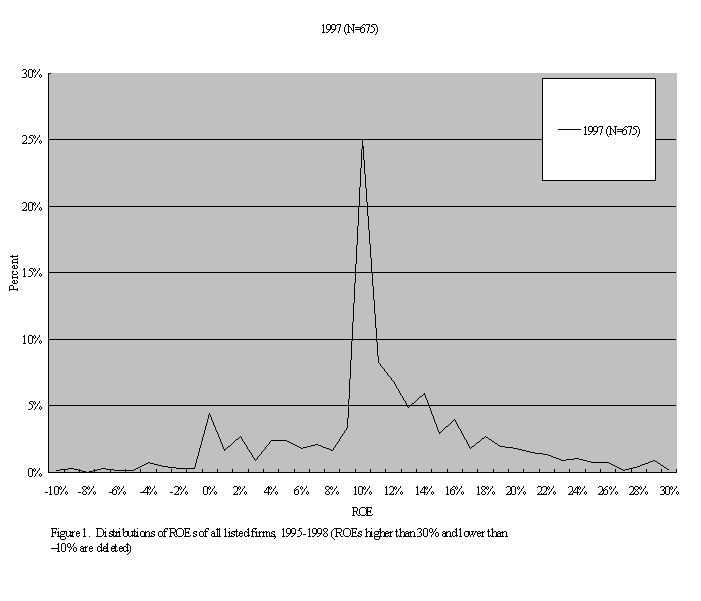 1997 (N=675)
30%
25%
20%
15%
10%
5%
0%
Percent
1997 (N=675)
-10% -8% -6% -4% -2% 0% 2% 4% 6% 8% 10% 12% 14% 16% 18% 20% 22% 24% 26% 28% 30%
ROE
Figure 1. Distributions of ROEs of all listed firms, 1995-1998 (ROEs higher than 30% and lower than
–10% are deleted)